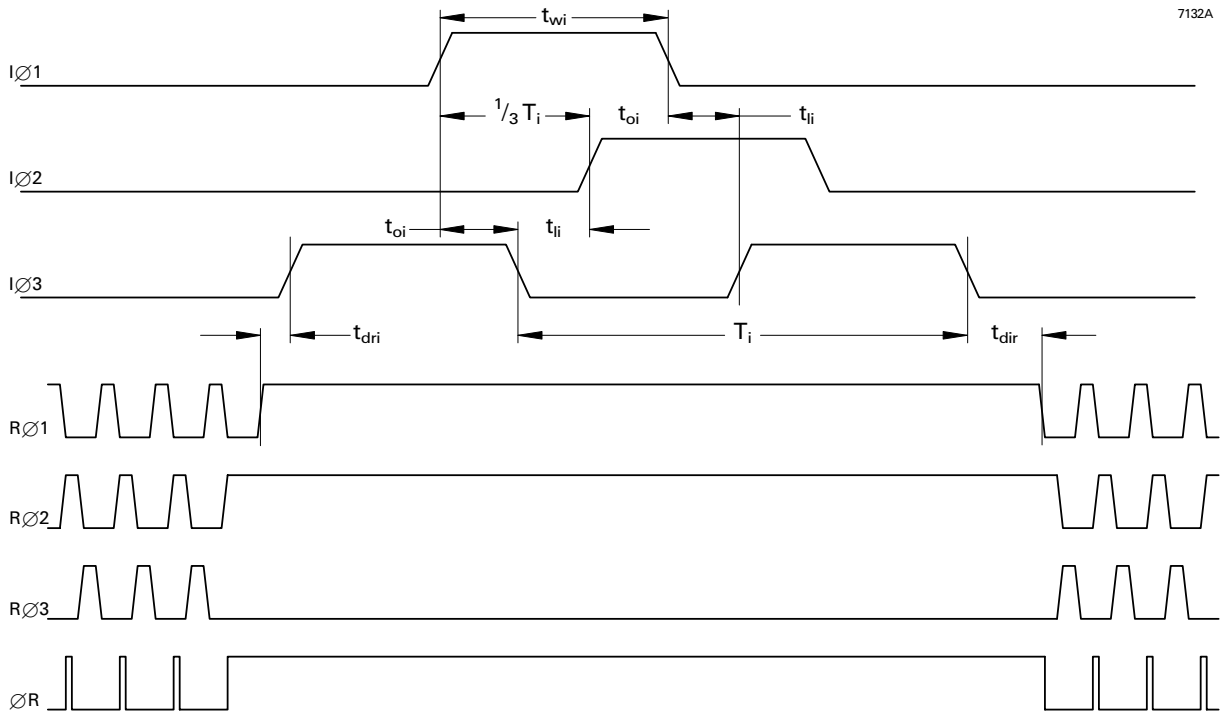 7132A
t_wi
IØ1
¹/₃ T_i
t_oi
t_li
IØ2
t_oi
t_li
IØ3
t_dri
T_i
t_dir
RØ1
RØ2
RØ3
ØR